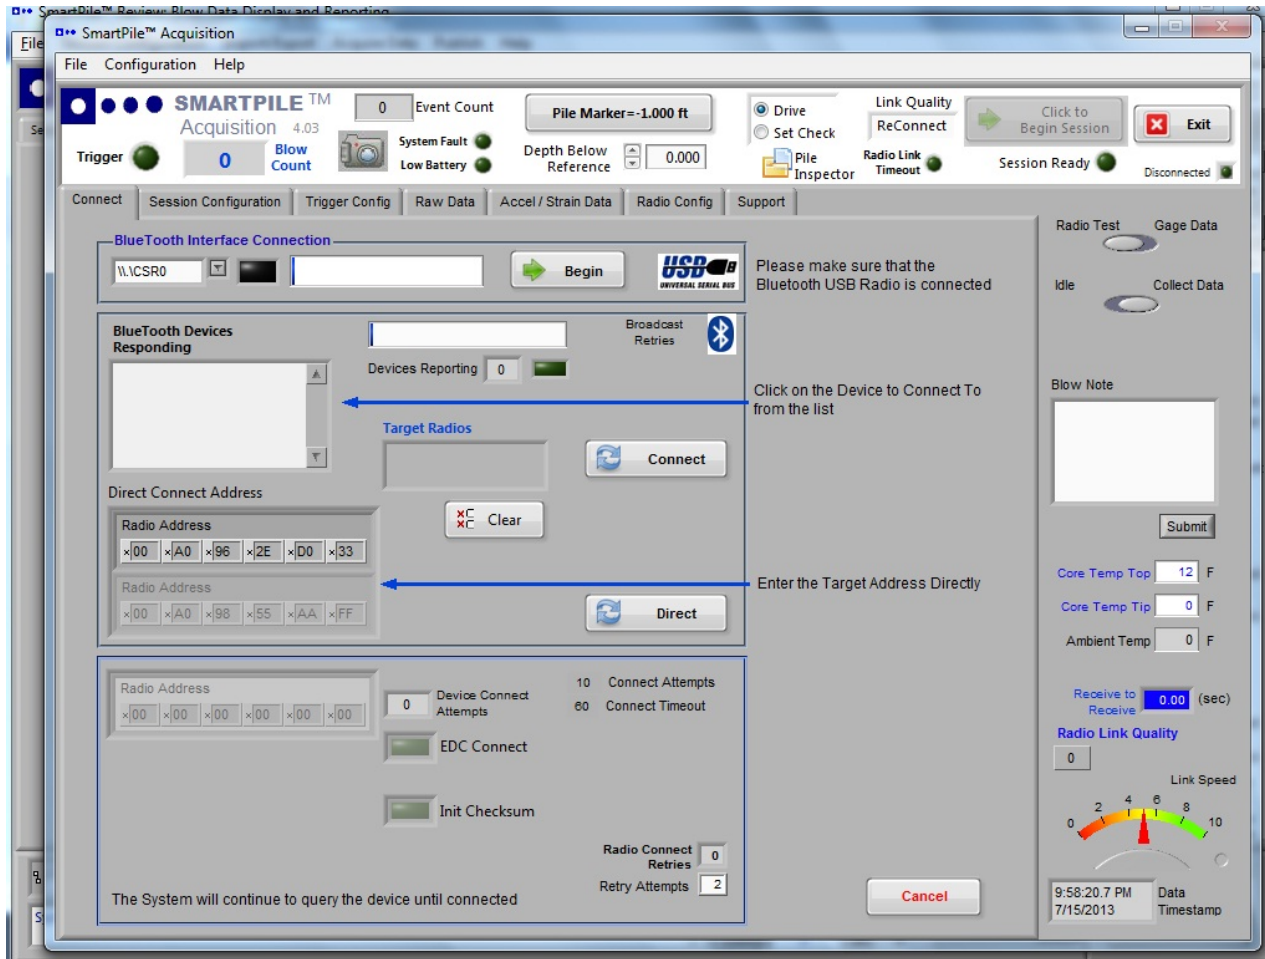 SmartPile™ Review: Blow Data Display and Reporting
SmartPile™ Acquisition
File
File Configuration Help
SMARTPILE TM
Acquisition 4.03
Trigger
0 Blow Count
0 Event Count
System Fault
Low Battery
Pile Marker=-1.000 ft
Depth Below Reference 0.000
Drive
Set Check
Pile Inspector
Link Quality
ReConnect
Radio Link Timeout
Click to Begin Session
Session Ready
Exit
Disconnected
Connect Session Configuration Trigger Config Raw Data Accel / Strain Data Radio Config Support
BlueTooth Interface Connection
\\.\CSR0
Begin
USB
UNIVERSAL SERIAL BUS
Please make sure that the
Bluetooth USB Radio is connected
BlueTooth Devices
Responding
Broadcast
Retries
Devices Reporting 0
Click on the Device to Connect To
from the list
Target Radios
Connect
Clear
Direct Connect Address
Radio Address
x00 xA0 x96 x2E xD0 x33
Radio Address
x00 xA0 x98 x55 xAA xFF
Enter the Target Address Directly
Direct
Radio Address
x00 x00 x00 x00 x00 x00
0 Device Connect
Attempts
10 Connect Attempts
60 Connect Timeout
EDC Connect
Init Checksum
Radio Connect
Retries 0
Retry Attempts 2
The System will continue to query the device until connected
Cancel
Radio Test Gage Data
Idle Collect Data
Blow Note
Submit
Core Temp Top 12 F
Core Temp Tip 0 F
Ambient Temp 0 F
Receive to
Receive 0.00 (sec)
Radio Link Quality
0
Link Speed
0 2 4 6 8 10
9:58:20.7 PM
7/15/2013
Data
Timestamp